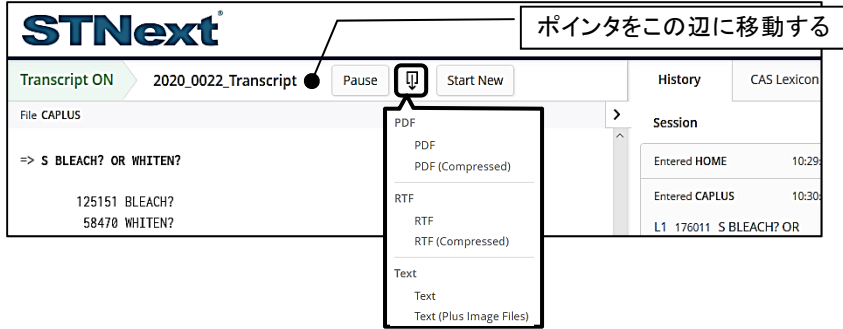 STNext®
ポインタをこの辺に移動する
Transcript ON 2020_0022_Transcript Pause Start New
History CAS Lexicon
File CAPLUS
Session
=> S BLEACH? OR WHITEN?
125151 BLEACH?
58470 WHITEN?
Entered HOME 10:29:
Entered CAPLUS 10:30:
L1 176011 S BLEACH? OR
PDF
PDF
PDF (Compressed)
RTF
RTF
RTF (Compressed)
Text
Text
Text (Plus Image Files)